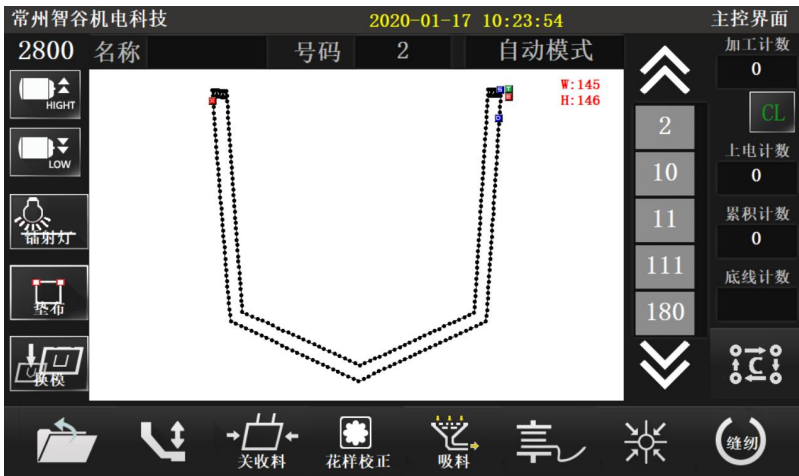 常州智谷机电科技 2020-01-17 10:23:54 主控界面
2800 名称 号码 2 自动模式
加工计数
0
HIGHT
W:145
H:146
CL
2
LOW
上电计数
10
0
镭射灯
11
累积计数
0
111
底线计数
垫布
180
换模
C
关收料 花样校正 吸料 缝纫